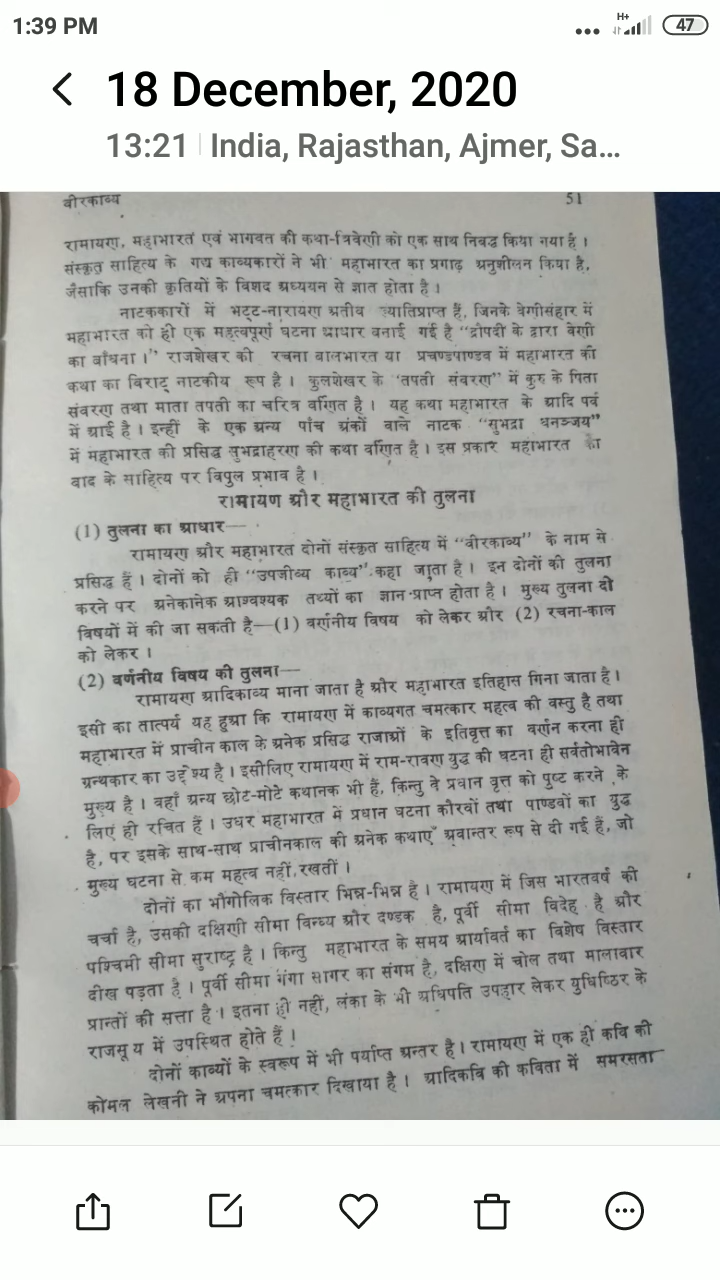 1:39 PM
H+
47
18 December, 2020
13:21 | India, Rajasthan, Ajmer, Sa...
वीरकाव्य 51
रामायण, महाभारत एवं भागवत की कथा-त्रिवेणी को एक साथ निबद्ध किया गया है।
संस्कृत साहित्य के गद्य काव्यकारों ने भी महाभारत का प्रगाढ़ अनुशीलन किया है,
जैसाकि उनकी कृतियों के विशद अध्ययन से ज्ञात होता है।
नाटककारों में भट्ट-नारायण अतीव ख्यातिप्राप्त हैं, जिनके वेणीसंहार में
महाभारत को ही एक महत्वपूर्ण घटना आधार बनाई गई है "द्रौपदी के द्वारा वेणी
का बाँधना।" राजशेखर की रचना बालभारत या प्रचण्डपाण्डव में महाभारत की
कथा का विराट् नाटकीय रूप है। कुलशेखर के "तपती संवरण" में कुरु के पिता
संवरण तथा माता तपती का चरित्र वर्णित है। यह कथा महाभारत के आदि पर्व
में आई है। इन्हीं के एक अन्य पाँच अंकों वाले नाटक "सुभद्रा धनञ्जय"
में महाभारत की प्रसिद्ध सुभद्राहरण की कथा वर्णित है। इस प्रकार महाभारत का
वाद के साहित्य पर विपुल प्रभाव है।
रामायण और महाभारत की तुलना
(1) तुलना का आधार—
रामायण और महाभारत दोनों संस्कृत साहित्य में "वीरकाव्य" के नाम से
प्रसिद्ध हैं। दोनों को ही "उपजीव्य काव्य" कहा जाता है। इन दोनों की तुलना
करने पर अनेकानेक आश्वश्यक तथ्यों का ज्ञान प्राप्त होता है। मुख्य तुलना दो
विषयों में की जा सकती है—(1) वर्णनीय विषय को लेकर और (2) रचना-काल
को लेकर।
(2) वर्णनीय विषय की तुलना—
रामायण आदिकाव्य माना जाता है और महाभारत इतिहास गिना जाता है।
इसी का तात्पर्य यह हुआ कि रामायण में काव्यगत चमत्कार महत्व की वस्तु है तथा
महाभारत में प्राचीन काल के अनेक प्रसिद्ध राजाओं के इतिवृत्त का वर्णन करना ही
ग्रन्थकार का उद्देश्य है। इसीलिए रामायण में राम-रावण युद्ध की घटना ही सर्वतोभावेन
मुख्य है। वहाँ अन्य छोटे-मोटे कथानक भी हैं, किन्तु वे प्रधान वृत्त को पुष्ट करने के
लिए ही रचित हैं। उधर महाभारत में प्रधान घटना कौरवों तथा पाण्डवों का युद्ध
है, पर इसके साथ-साथ प्राचीनकाल की अनेक कथाएँ अवान्तर रूप से दी गई हैं, जो
मुख्य घटना से कम महत्व नहीं रखतीं।
दोनों का भौगोलिक विस्तार भिन्न-भिन्न है। रामायण में जिस भारतवर्ष की
चर्चा है, उसकी दक्षिणी सीमा विन्ध्य और दण्डक है, पूर्वी सीमा विदेह है और
पश्चिमी सीमा सुराष्ट्र है। किन्तु महाभारत के समय आर्यावर्त का विशेष विस्तार
दीख पड़ता है। पूर्वी सीमा गंगा सागर का संगम है, दक्षिण में चोल तथा मालावार
प्रान्तों की सत्ता है। इतना ही नहीं, लंका के भी अधिपति उपहार लेकर युधिष्ठिर के
राजसूय में उपस्थित होते हैं।
दोनों काव्यों के स्वरूप में भी पर्याप्त अन्तर है। रामायण में एक ही कवि की
कोमल लेखनी ने अपना चमत्कार दिखाया है। आदिकवि की कविता में समरसता